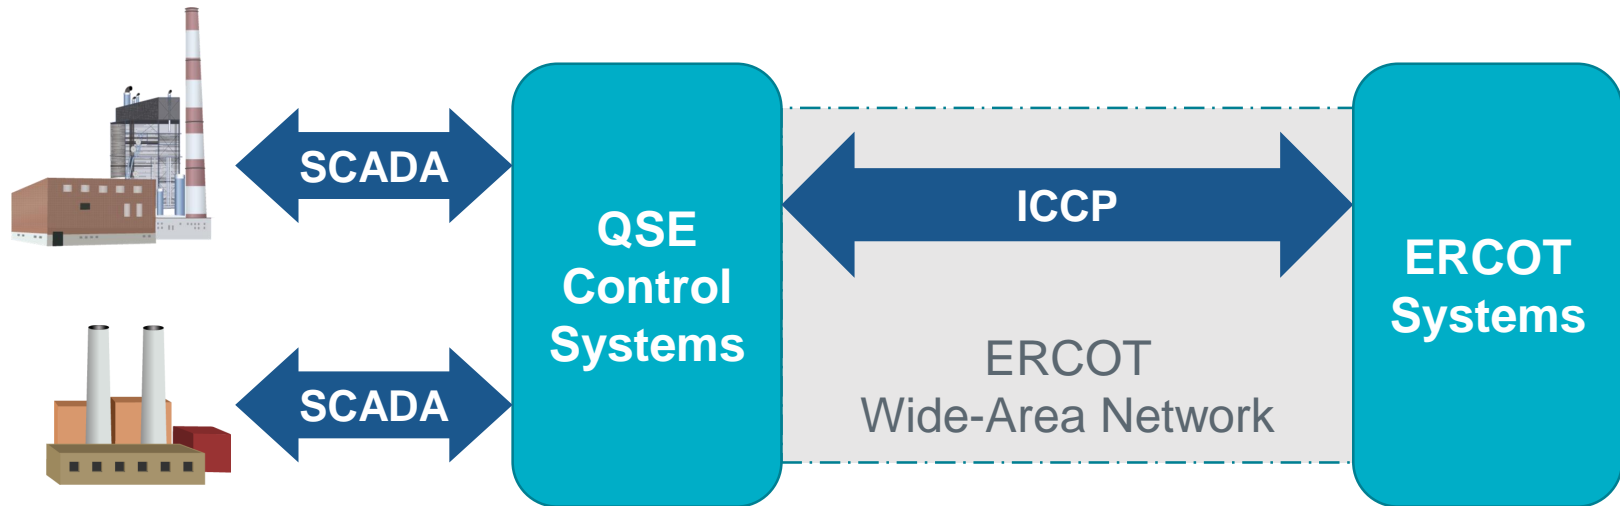 SCADA
SCADA
QSE
Control
Systems
ICCP
ERCOT
Wide-Area Network
ERCOT
Systems